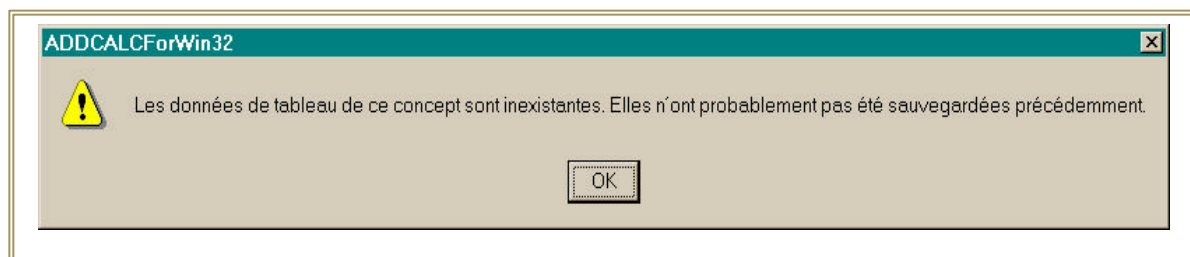 ADDCALCForWin32
Les données de tableau de ce concept sont inexistantes. Elles n´ont probablement pas été sauvegardées précédemment.
OK